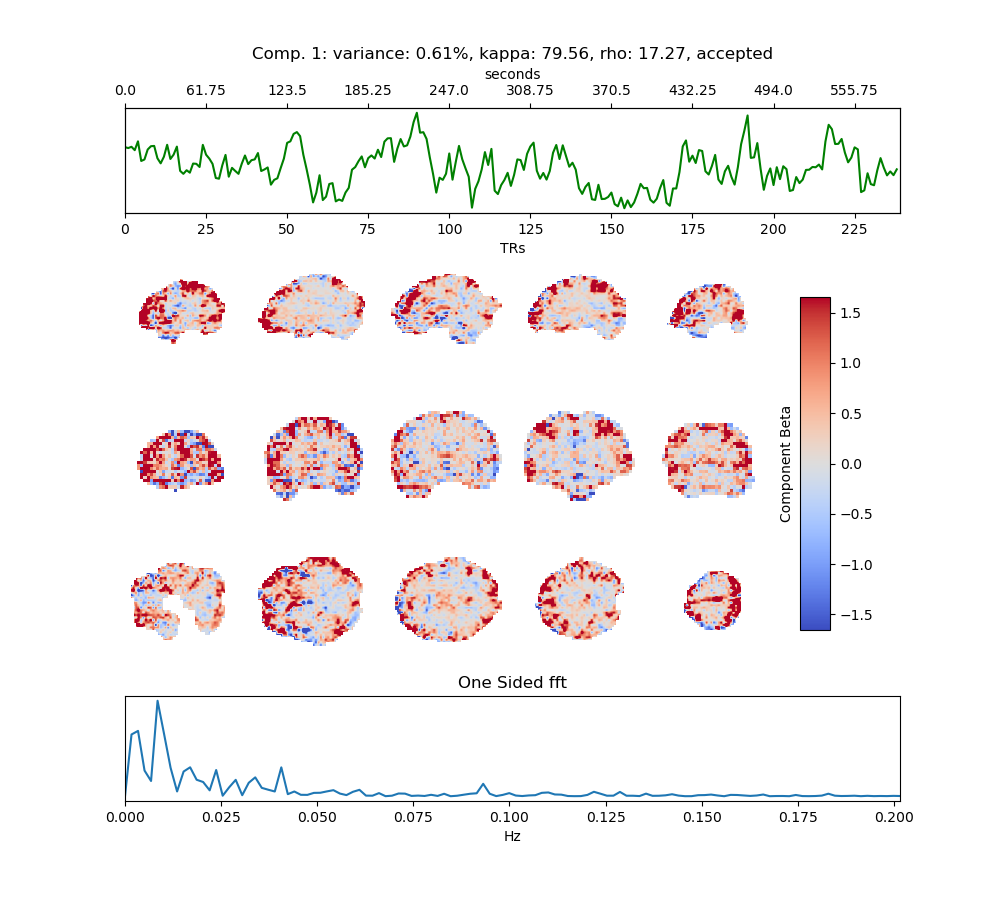 Comp. 1: variance: 0.61%, kappa: 79.56, rho: 17.27, accepted
seconds
0.0 61.75 123.5 185.25 247.0 308.75 370.5 432.25 494.0 555.75
0 25 50 75 100 125 150 175 200 225
TRs
1.5
1.0
0.5
0.0
−0.5
−1.0
−1.5
Component Beta
One Sided fft
0.000 0.025 0.050 0.075 0.100 0.125 0.150 0.175 0.200
Hz